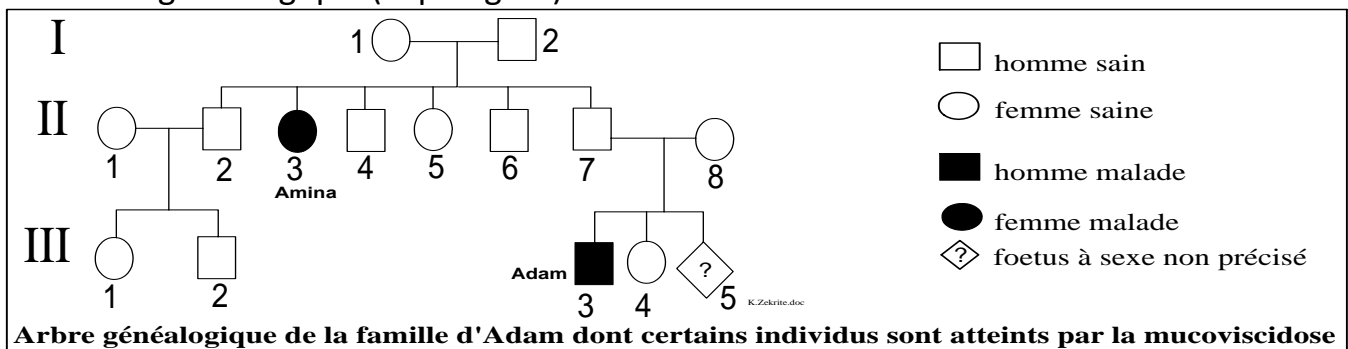 I 1 2
homme sain
femme saine
II 1 2 3 4 5 6 7 8
Amina
homme malade
femme malade
III Adam ? foetus à sexe non précisé
1 2 3 4 5 K.Zekrite.doc
Arbre généalogique de la famille d'Adam dont certains individus sont atteints par la mucoviscidose